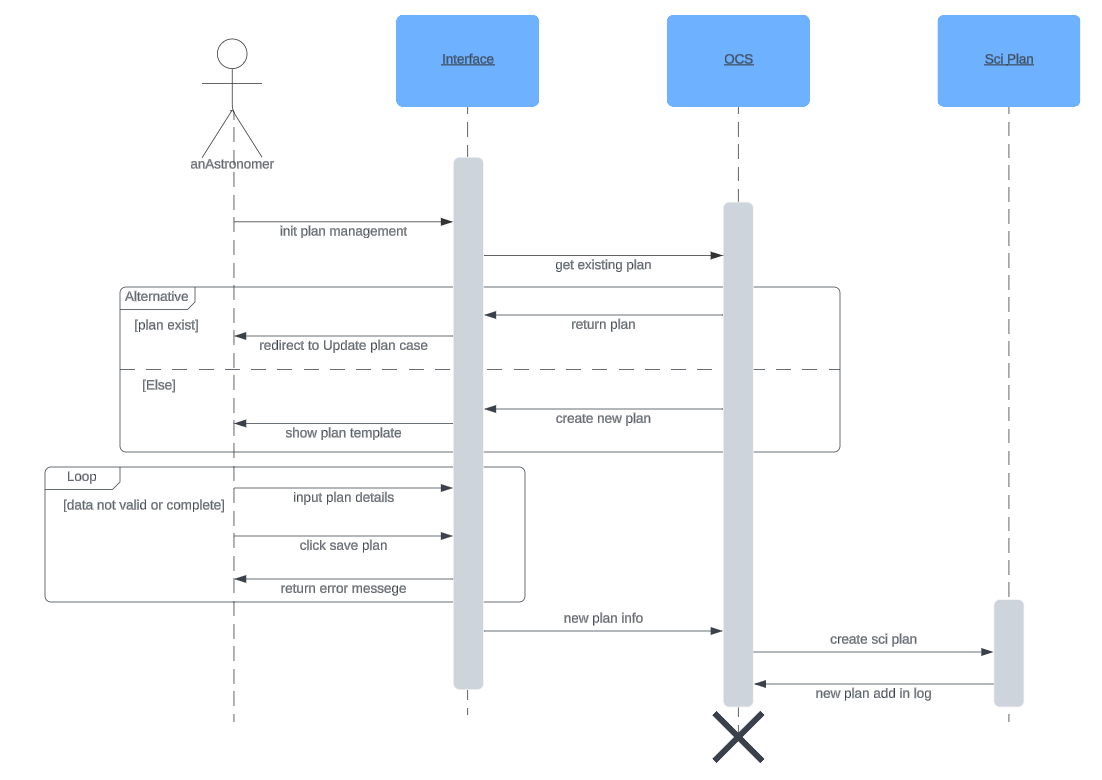 Interface
OCS
Sci Plan
anAstronomer
init plan management
get existing plan
Alternative
[plan exist]
return plan
redirect to Update plan case
[Else]
create new plan
show plan template
Loop
[data not valid or complete]
input plan details
click save plan
return error messege
new plan info
create sci plan
new plan add in log